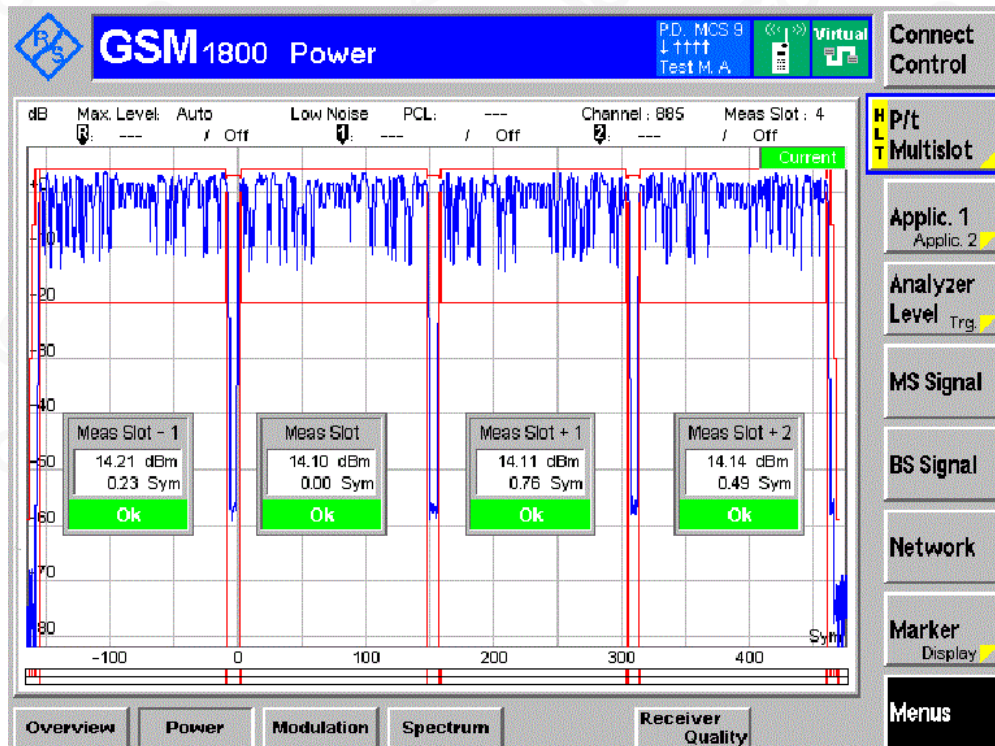 R S
GSM 1800 Power
P.D. MCS 9
↓ ↑↑↑↑
Test M. A.
Virtual
Connect
Control
dB Max. Level: Auto Low Noise PCL: --- Channel : 885 Meas Slot : 4
R : --- / Off 1 : --- / Off 2 : --- / Off
HLT
P/t
Multislot
Current
+0
-10
-20
-30
-40
-50
-60
-70
-80
Applic. 1
Applic. 2
Analyzer
Level Trg.
MS Signal
BS Signal
Network
Marker
Display
Menus
Meas Slot - 1
14.21 dBm
0.23 Sym
Ok
Meas Slot
14.10 dBm
0.00 Sym
Ok
Meas Slot + 1
14.11 dBm
0.76 Sym
Ok
Meas Slot + 2
14.14 dBm
0.49 Sym
Ok
Sym
-100 0 100 200 300 400
Overview Power Modulation Spectrum Receiver
Quality